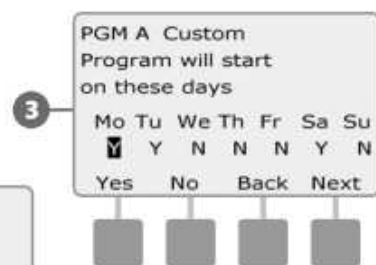 3
PGM A Custom
Program will start
on these days
Mo Tu We Th Fr Sa Su
Y Y N N N Y N
Yes No Back Next